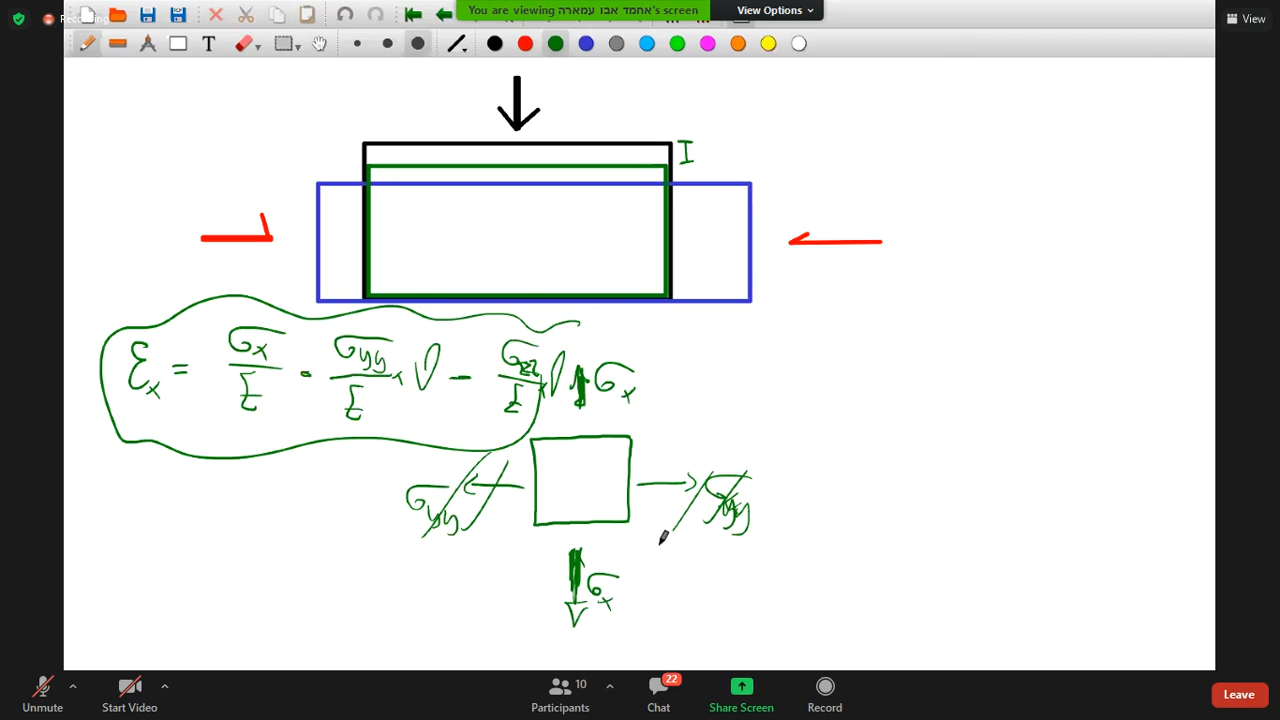 Recording
You are viewing אחמד אבו עמארה's screen
View Options
View
T
I
εx = σx/E - σyy/E × ν - σzz/E × ν
σx
σyy
σyy
σx
Unmute
Start Video
Participants
10
Chat
22
Share Screen
Record
Leave